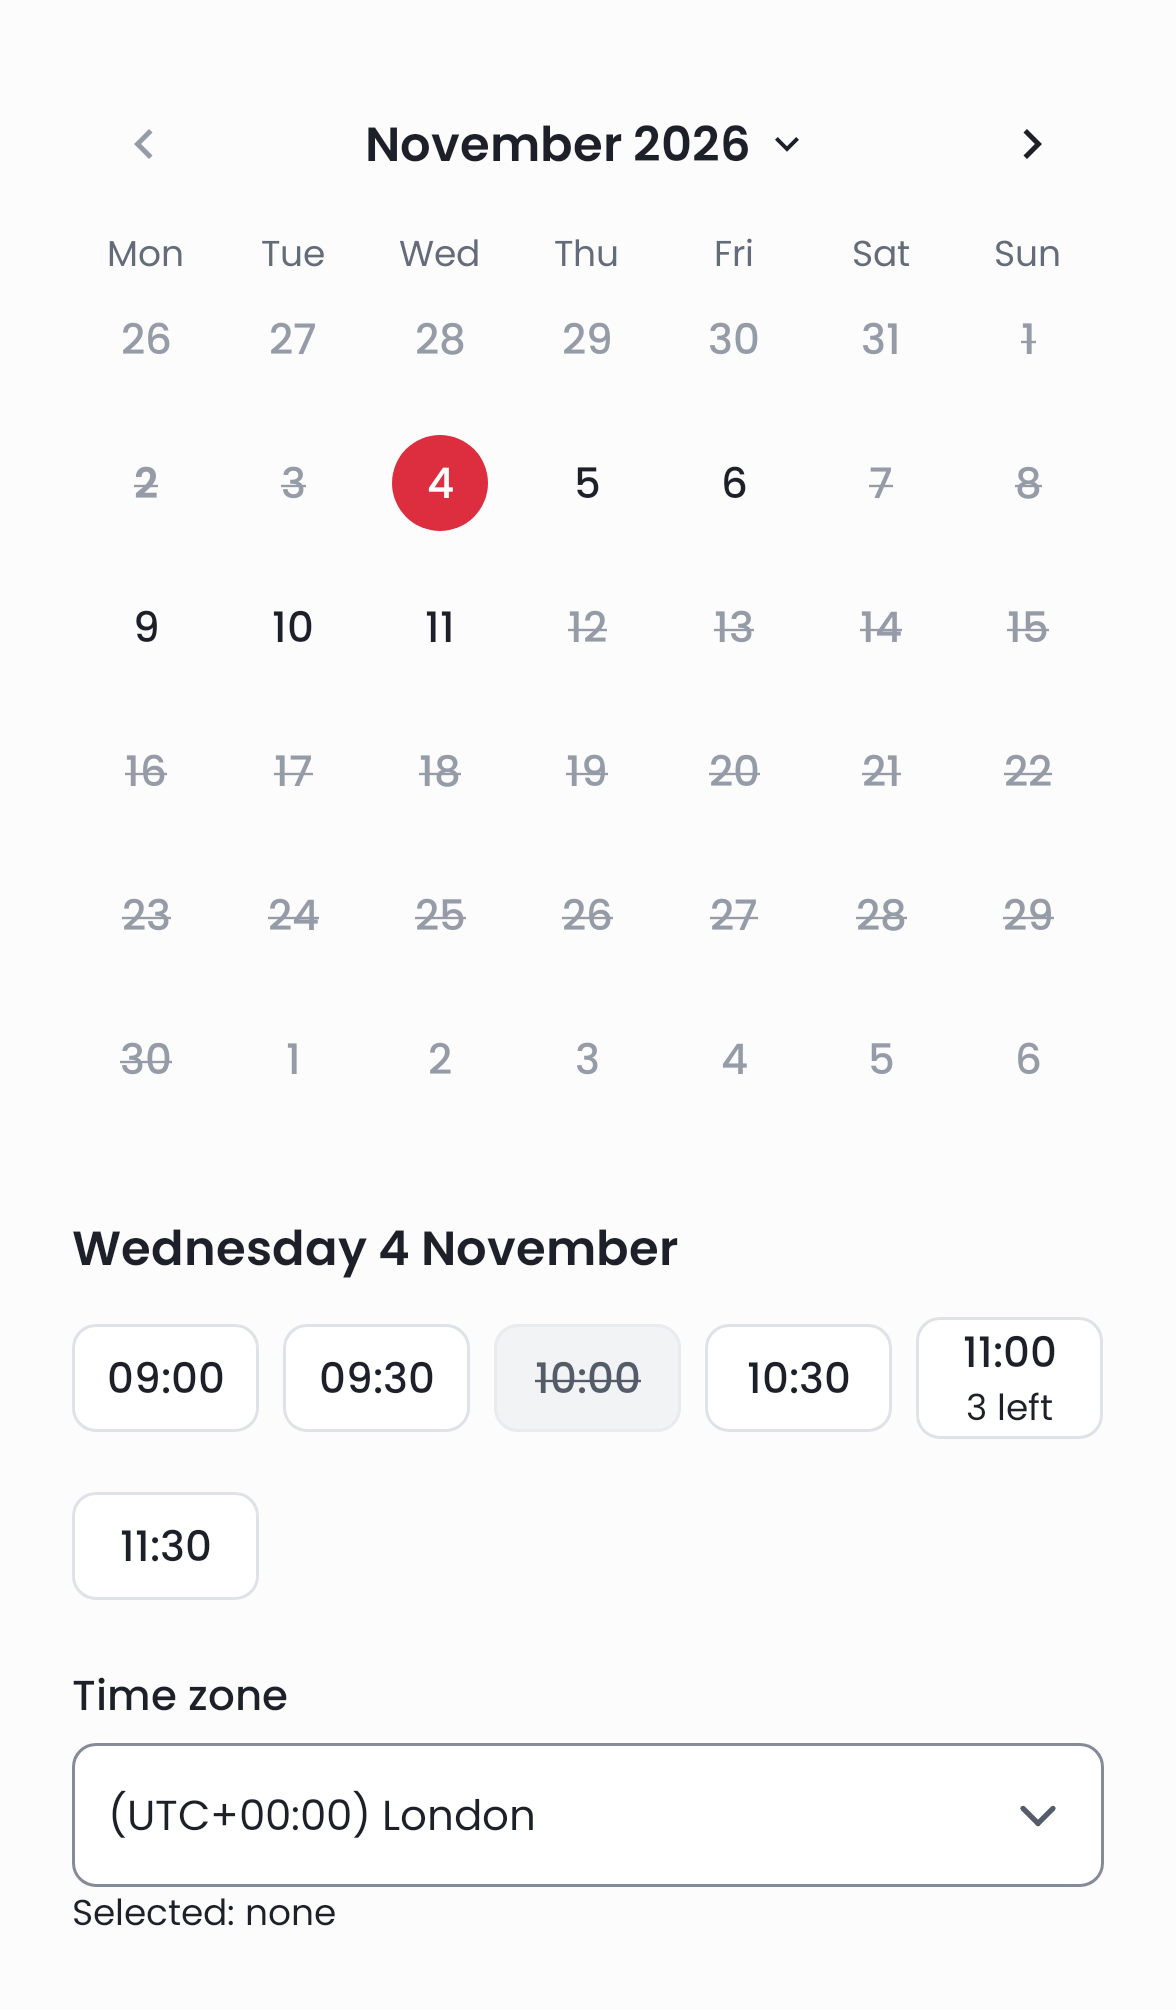 November 2026
Mon Tue Wed Thu Fri Sat Sun
26 27 28 29 30 31 1
2 3 4 5 6 7 8
9 10 11 12 13 14 15
16 17 18 19 20 21 22
23 24 25 26 27 28 29
30 1 2 3 4 5 6
Wednesday 4 November
09:00 09:30 10:00 10:30 11:00
3 left
11:30
Time zone
(UTC+00:00) London
Selected: none